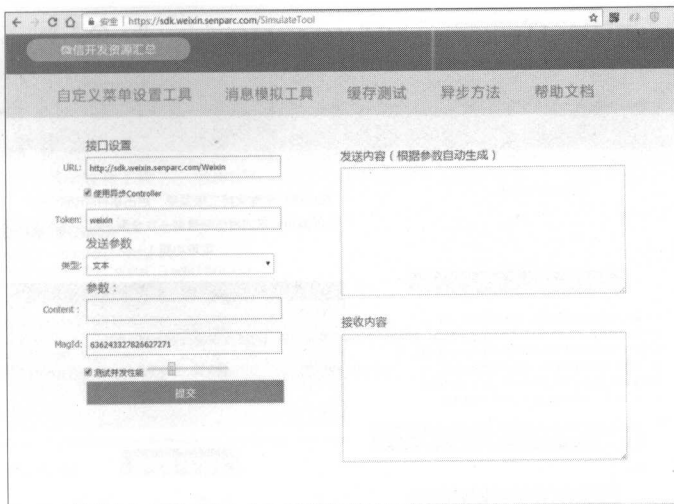 安全 | https://sdk.weixin.senparc.com/SimulateTool
微信开发资源汇总
自定义菜单设置工具 消息模拟工具 缓存测试 异步方法 帮助文档
接口设置
URL: http://sdk.weixin.senparc.com/Weixin
使用异步Controller
Token: weixin
发送参数
类型: 文本
参数：
Content :
MagId: 636243327826627271
测试并发性能
提交
发送内容（根据参数自动生成）
接收内容